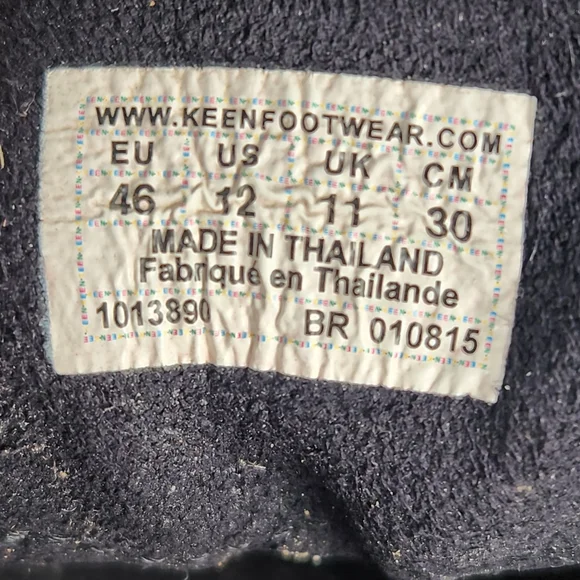 WWW.KEENFOOTWEAR.COM
EU US UK CM
46 12 11 30
MADE IN THAILAND
Fabriqué en Thailande
1013890 BR 010815